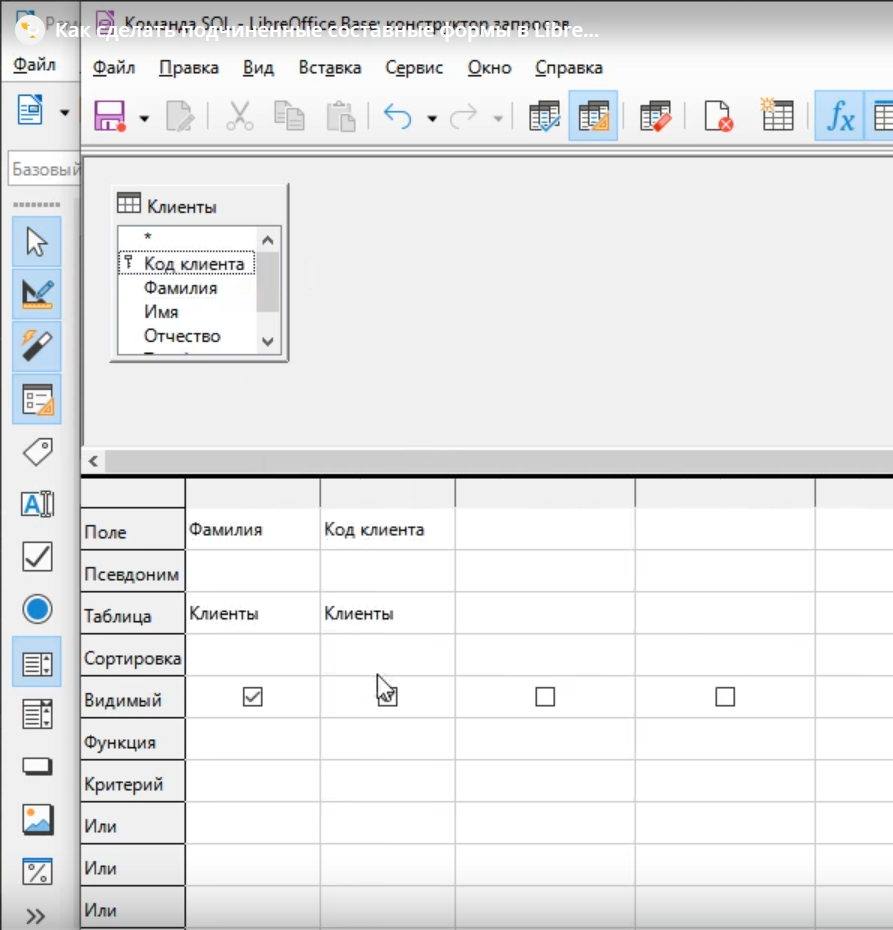 Команда SQL - LibreOffice Base: конструктор запросов
Как сделать подчиненные составные формы в Libre...
Файл
Файл Правка Вид Вставка Сервис Окно Справка
fx
Базовый
Клиенты
*
Код клиента
Фамилия
Имя
Отчество
Поле Фамилия Код клиента
Псевдоним
Таблица Клиенты Клиенты
Сортировка
Видимый
Функция
Критерий
Или
Или
Или